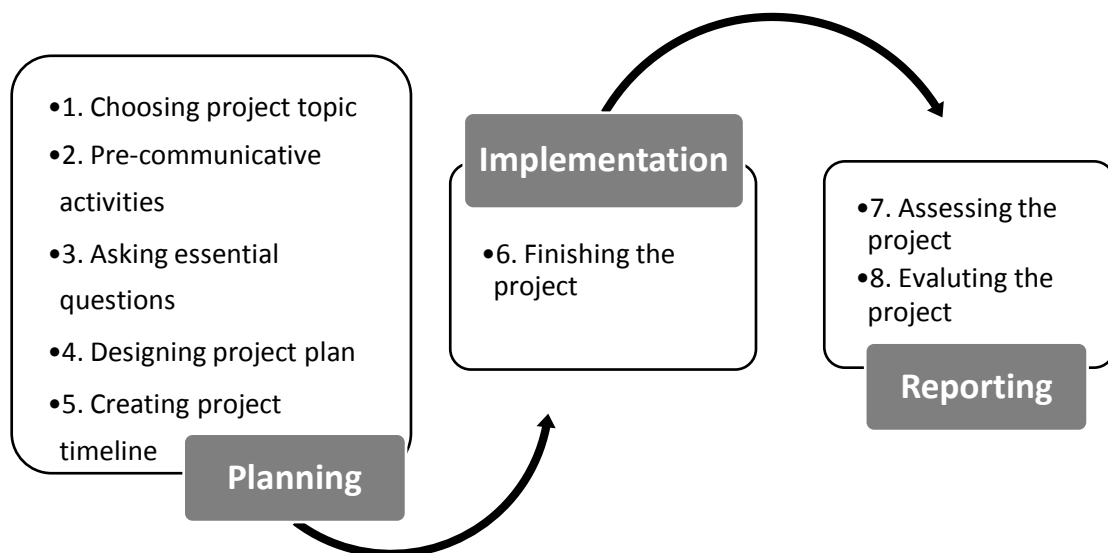 •1. Choosing project topic
•2. Pre-communicative
activities
•3. Asking essential
questions
•4. Designing project plan
•5. Creating project
timeline
Planning
Implementation
•6. Finishing the
project
•7. Assessing the
project
•8. Evaluting the
project
Reporting